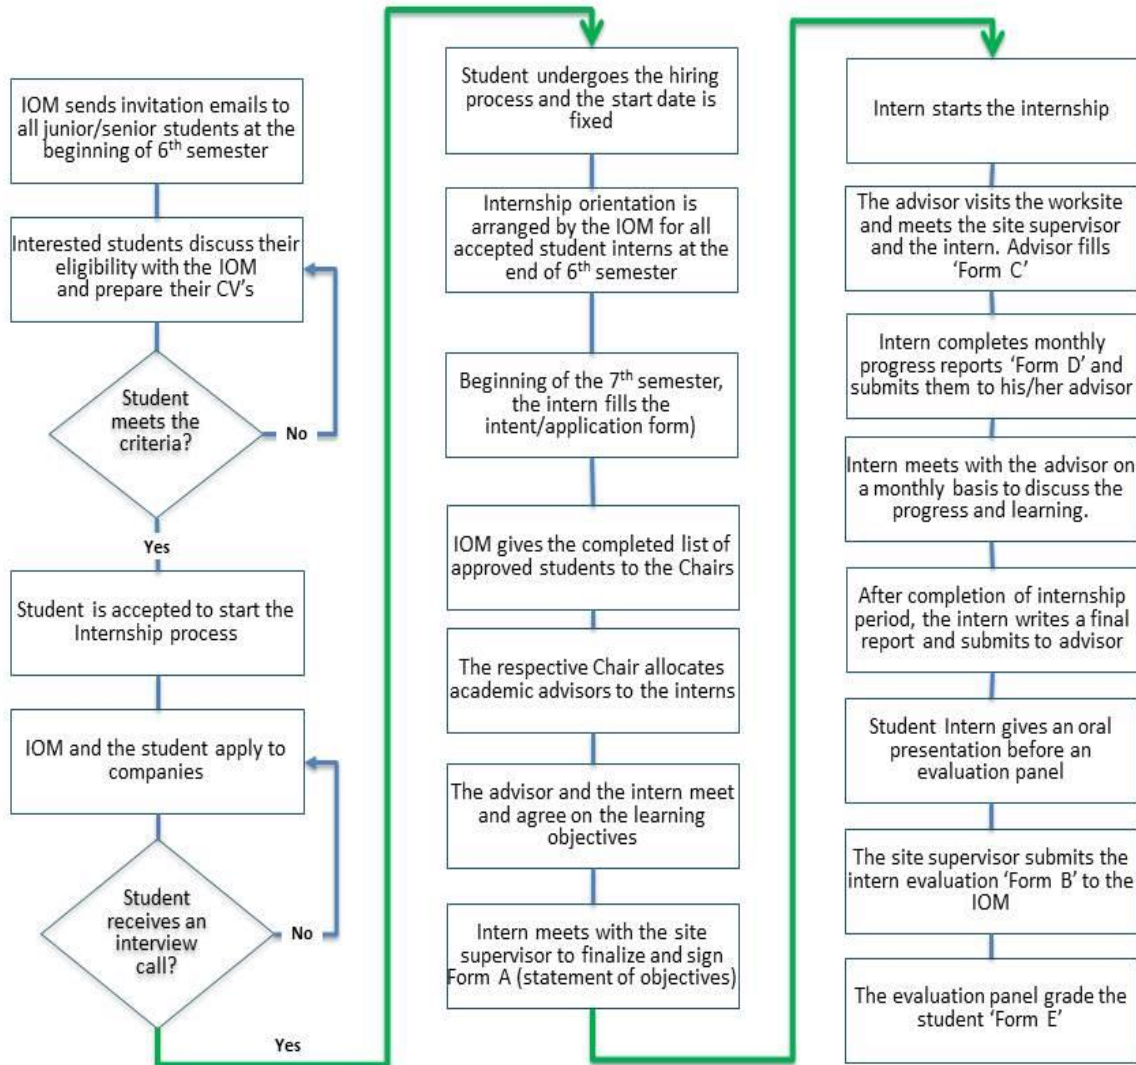 IOM sends invitation emails to
all junior/senior students at the
beginning of 6th semester
Interested students discuss their
eligibility with the IOM
and prepare their CV's
Student
meets the
criteria?
No
Yes
Student is accepted to start the
Internship process
IOM and the student apply to
companies
Student
receives an
interview
call?
No
Yes
Student undergoes the hiring
process and the start date is
fixed
Internship orientation is
arranged by the IOM for all
accepted student interns at the
end of 6th semester
Beginning of the 7th semester,
the intern fills the
intent/application form)
IOM gives the completed list of
approved students to the Chairs
The respective Chair allocates
academic advisors to the interns
The advisor and the intern meet
and agree on the learning
objectives
Intern meets with the site
supervisor to finalize and sign
Form A (statement of objectives)
Intern starts the internship
The advisor visits the worksite
and meets the site supervisor
and the intern. Advisor fills
'Form C'
Intern completes monthly
progress reports 'Form D' and
submits them to his/her advisor
Intern meets with the advisor on
a monthly basis to discuss the
progress and learning.
After completion of internship
period, the intern writes a final
report and submits to advisor
Student Intern gives an oral
presentation before an
evaluation panel
The site supervisor submits the
intern evaluation 'Form B' to the
IOM
The evaluation panel grade the
student 'Form E'